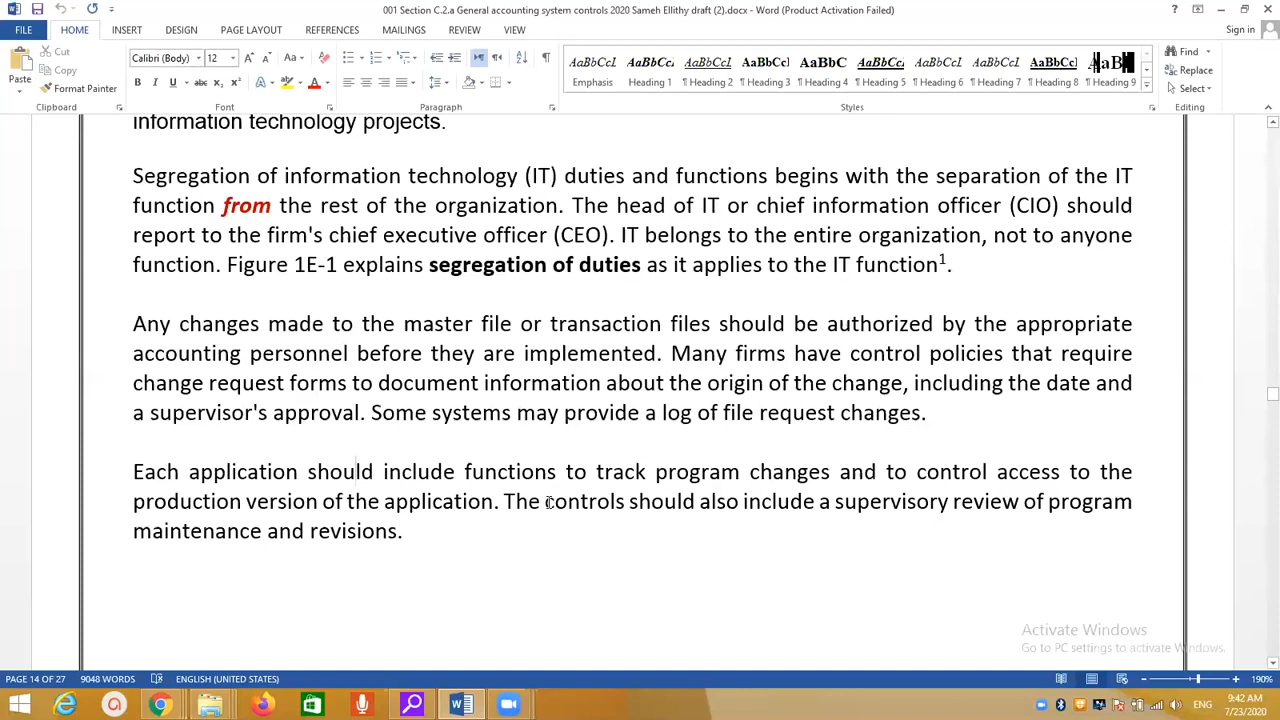 001 Section C.2.a General accounting system controls 2020 Sameh Ellithy draft (2).docx - Word (Product Activation Failed)
FILE HOME INSERT DESIGN PAGE LAYOUT REFERENCES MAILINGS REVIEW VIEW Sign in
Paste Cut Copy Format Painter
Calibri (Body) 12 Aa
B I U abc x₂ x²
AaBbCcI AaBbCcI AaBbCcI AaBbCcI AaBbC AaBbCcI AaBbCcI AaBbCcI AaBbCcI AaB
Emphasis Heading 1 ¶ Heading 2 ¶ Heading 3 ¶ Heading 4 ¶ Heading 5 ¶ Heading 6 ¶ Heading 7 ¶ Heading 8 ¶ Heading 9
Find Replace Select
Clipboard Font Paragraph Styles Editing
information technology projects.
Segregation of information technology (IT) duties and functions begins with the separation of the IT
function from the rest of the organization. The head of IT or chief information officer (CIO) should
report to the firm's chief executive officer (CEO). IT belongs to the entire organization, not to anyone
function. Figure 1E-1 explains segregation of duties as it applies to the IT function1.
Any changes made to the master file or transaction files should be authorized by the appropriate
accounting personnel before they are implemented. Many firms have control policies that require
change request forms to document information about the origin of the change, including the date and
a supervisor's approval. Some systems may provide a log of file request changes.
Each application should include functions to track program changes and to control access to the
production version of the application. The controls should also include a supervisory review of program
maintenance and revisions.
Activate Windows
Go to PC settings to activate Windows.
PAGE 14 OF 27 9048 WORDS ENGLISH (UNITED STATES) 190%
ENG 9:42 AM
7/23/2020